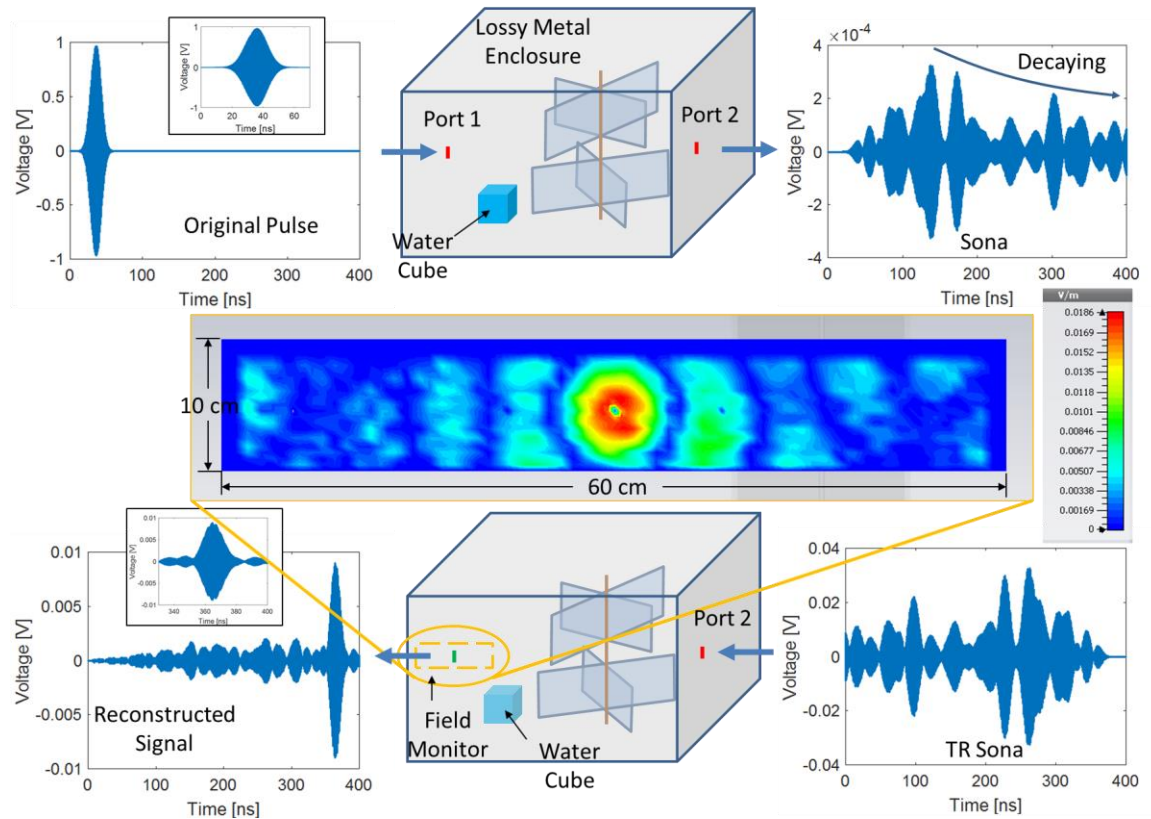 Lossy Metal
Enclosure
Port 1
Port 2
Water
Cube
Voltage [V]
1
0.5
0
-0.5
-1
0
100
200
300
400
Time [ns]
Original Pulse
Voltage [V]
1
0
-1
0
20
40
60
Time [ns]
×10⁻⁴
Voltage [V]
4
2
0
-2
-4
0
100
200
300
400
Time [ns]
Decaying
Sona
10 cm
60 cm
V/m
0.0186
0.0169
0.0152
0.0135
0.0118
0.0101
0.00846
0.00677
0.00507
0.00338
0.00169
0
Voltage [V]
0.01
0.005
0
-0.005
-0.01
0
100
200
300
400
Time [ns]
Reconstructed
Signal
Voltage [V]
0.01
0.005
0
-0.005
-0.01
340
360
380
400
Time [ns]
Port 2
Field
Monitor
Water
Cube
Voltage [V]
0.04
0.02
0
-0.02
-0.04
0
100
200
300
400
Time [ns]
TR Sona